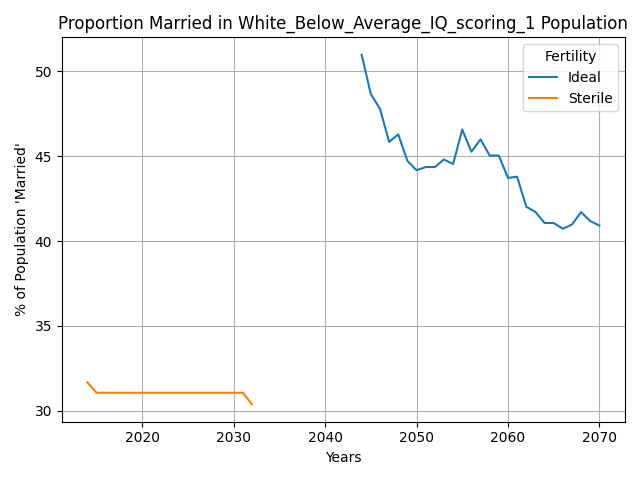 Proportion Married in White_Below_Average_IQ_scoring_1 Population
Fertility
Ideal
Sterile
% of Population 'Married'
50
45
40
35
30
2020
2030
2040
2050
2060
2070
Years